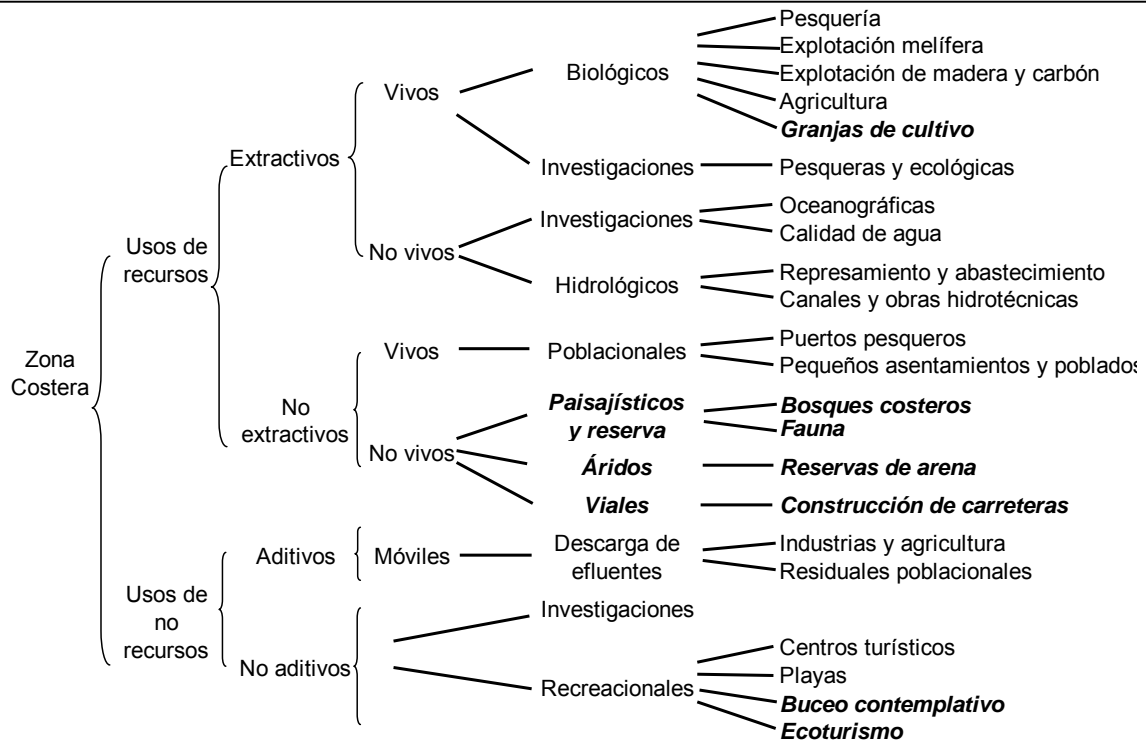 Pesquería
Explotación melífera
Biológicos
Explotación de madera y carbón
Vivos
Agricultura
Granjas de cultivo
Extractivos
Investigaciones
Pesqueras y ecológicas
Oceanográficas
Investigaciones
Calidad de agua
Usos de
recursos
No vivos
Represamiento y abastecimiento
Hidrológicos
Canales y obras hidrotécnicas
Puertos pesqueros
Vivos
Poblacionales
Pequeños asentamientos y poblados
Zona
Costera
Paisajísticos
y reserva
Bosques costeros
Fauna
No
extractivos
No vivos
Áridos
Reservas de arena
Viales
Construcción de carreteras
Aditivos
Móviles
Descarga de
efluentes
Industrias y agricultura
Residuales poblacionales
Usos de
no
recursos
Investigaciones
No aditivos
Centros turísticos
Playas
Recreacionales
Buceo contemplativo
Ecoturismo